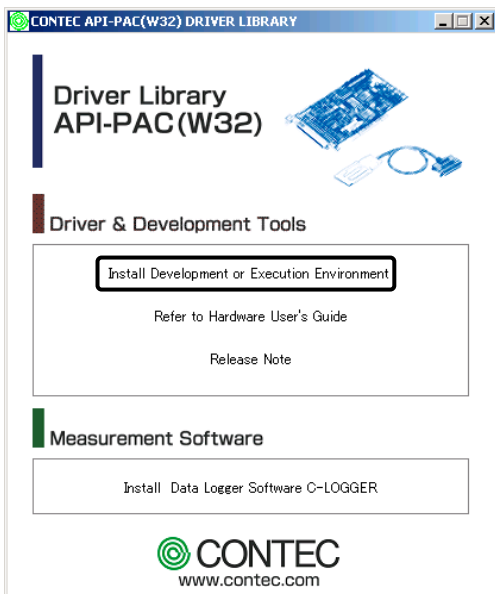 CONTEC API-PAC(W32) DRIVER LIBRARY
Driver Library
API-PAC(W32)
Driver & Development Tools
Install Development or Execution Environment
Refer to Hardware User's Guide
Release Note
Measurement Software
Install Data Logger Software C-LOGGER
CONTEC
www.contec.com